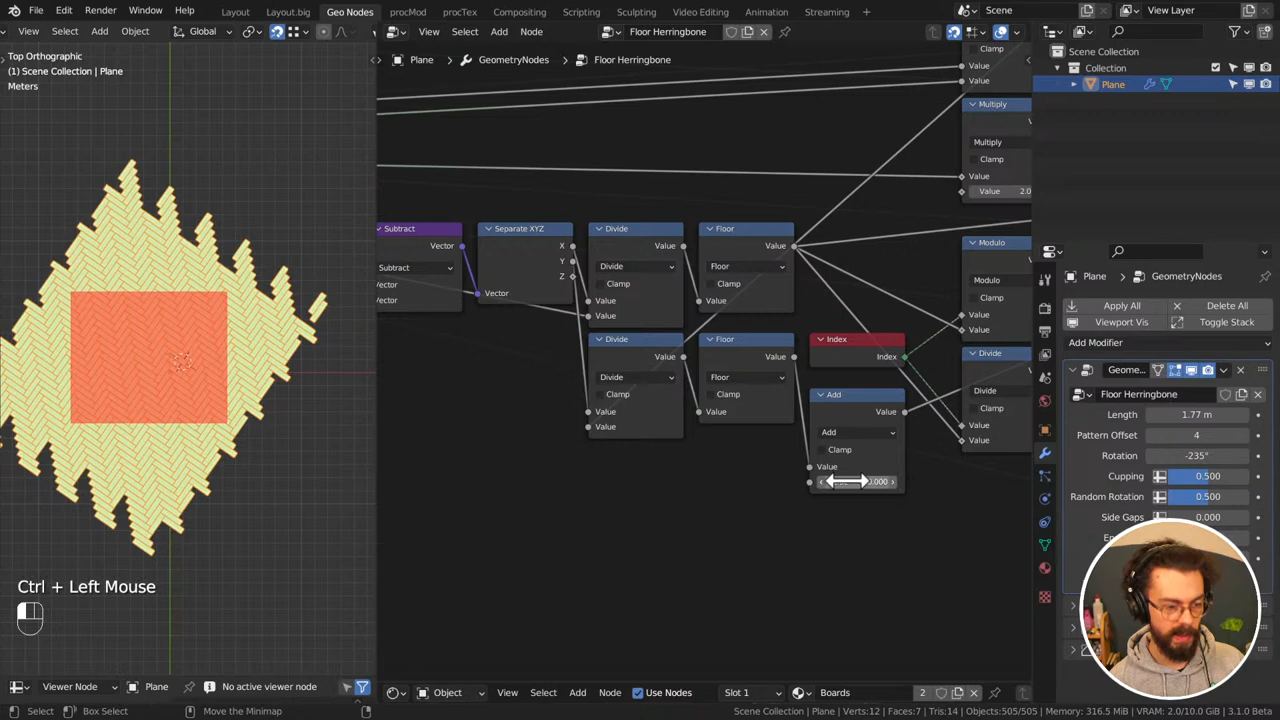 File Edit Render Window Help Layout Layout.big Geo Nodes procMod procTex Compositing Scripting Sculpting Video Editing Animation Streaming + Scene View Layer
View Select Add Object Global View Select Add Node Floor Herringbone
Plane > GeometryNodes > Floor Herringbone
Top Orthographic
(1) Scene Collection | Plane
Meters
Scene Collection
Collection
Plane
Clamp
Value
Value
Multiply
Multiply
Clamp
Value
Value 2.0
Subtract
Vector
Subtract
Vector
Vector
Separate XYZ
X
Y
Z
Vector
Divide
Value
Divide
Clamp
Value
Value
Floor
Value
Floor
Clamp
Value
Modulo
Modulo
Clamp
Value
Value
Divide
Value
Divide
Clamp
Value
Value
Floor
Value
Floor
Clamp
Value
Index
Index
Add
Value
Add
Clamp
Value
0.000
Divide
Divide
Clamp
Value
Value
Plane > GeometryNodes
Apply All Delete All
Viewport Vis Toggle Stack
Add Modifier
Geome...
Floor Herringbone
Length 1.77 m
Pattern Offset 4
Rotation -235°
Cupping 0.500
Random Rotation 0.500
Side Gaps 0.000
Ctrl + Left Mouse
Viewer Node Plane No active viewer node Object View Select Add Node Use Nodes Slot 1 Boards 2
Select Box Select Move the Minimap Scene Collection | Plane | Verts:12 | Faces:7 | Tris:14 | Objects:505/505 | Memory: 316.5 MiB | VRAM: 2.0/10.0 GiB | 3.1.0 Beta